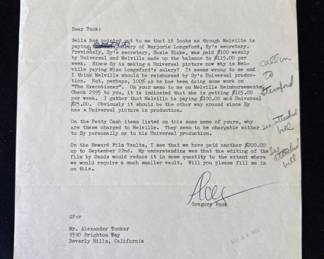 Dear Tuck:
Bella has pointed out to me that it looks as though Melville is
paying the salary of Marjorie Longsford, Sy's secretary.
Previously, Sy's secretary, Susie Hicks, was paid $100 weekly
by Universal and Melville made up the balance to $115.00 per
week. Since Sy is making a Universal picture now why is Mel-
ville paying Miss Longsford's salary? It seems wrong to me and
I think Melville should be reimbursed by Sy's Universal produc-
tion. Not, perhaps, 100% as he has been doing some work on
"The Executioner". On your memo to me on Melville Reimbursements
Check 2995 to you, it is indicated that she is getting $125.00
per week. I gather that Melville is paying $100.00 and Universal
$25.00. Obviously it should be the other way around since Sy
has a Universal picture in production.
On the Petty Cash items listed on this same memo of yours, why
are these charged to Melville. They seem to be chargeable either
to Sy personally or to his Universal production.
On the Howard Film Vaults, I see that we have paid another $200.00
up to September 22nd. My understanding was that the editing of the
film by Gandu would reduce it in some quantity to the extent where
we would require a much smaller vault. Will you please fill me in
on this.
Gregory Peck
GP:r
Mr. Alexander Tucker
9530 Brighton Way
Beverly Hills, California